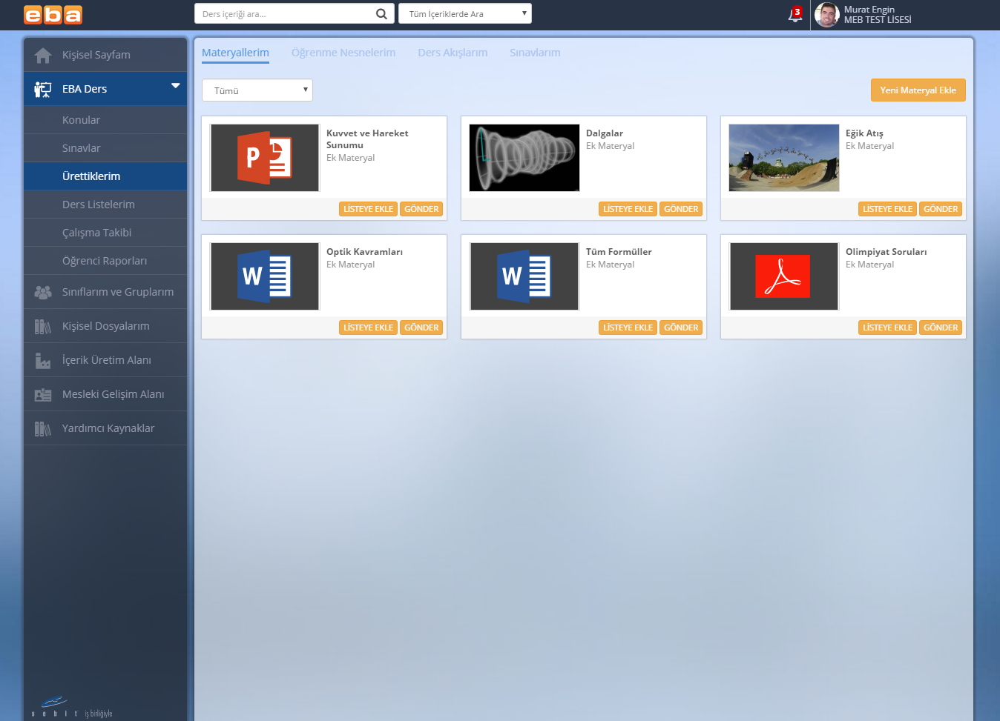 eba
Ders içeriği ara...
Tüm İçeriklerde Ara
3
Murat Engin
MEB TEST LİSESİ
Kişisel Sayfam
EBA Ders
Konular
Sınavlar
Ürettiklerim
Ders Listelerim
Çalışma Takibi
Öğrenci Raporları
Sınıflarım ve Gruplarım
Kişisel Dosyalarım
İçerik Üretim Alanı
Mesleki Gelişim Alanı
Yardımcı Kaynaklar
sebit iş birliğiyle
Materyallerim Öğrenme Nesnelerim Ders Akışlarım Sınavlarım
Tümü
Yeni Materyal Ekle
P
Kuvvet ve Hareket
Sunumu
Ek Materyal
LİSTEYE EKLE GÖNDER
Dalgalar
Ek Materyal
LİSTEYE EKLE GÖNDER
Eğik Atış
Ek Materyal
LİSTEYE EKLE GÖNDER
W
Optik Kavramları
Ek Materyal
LİSTEYE EKLE GÖNDER
W
Tüm Formüller
Ek Materyal
LİSTEYE EKLE GÖNDER
Olimpiyat Soruları
Ek Materyal
LİSTEYE EKLE GÖNDER